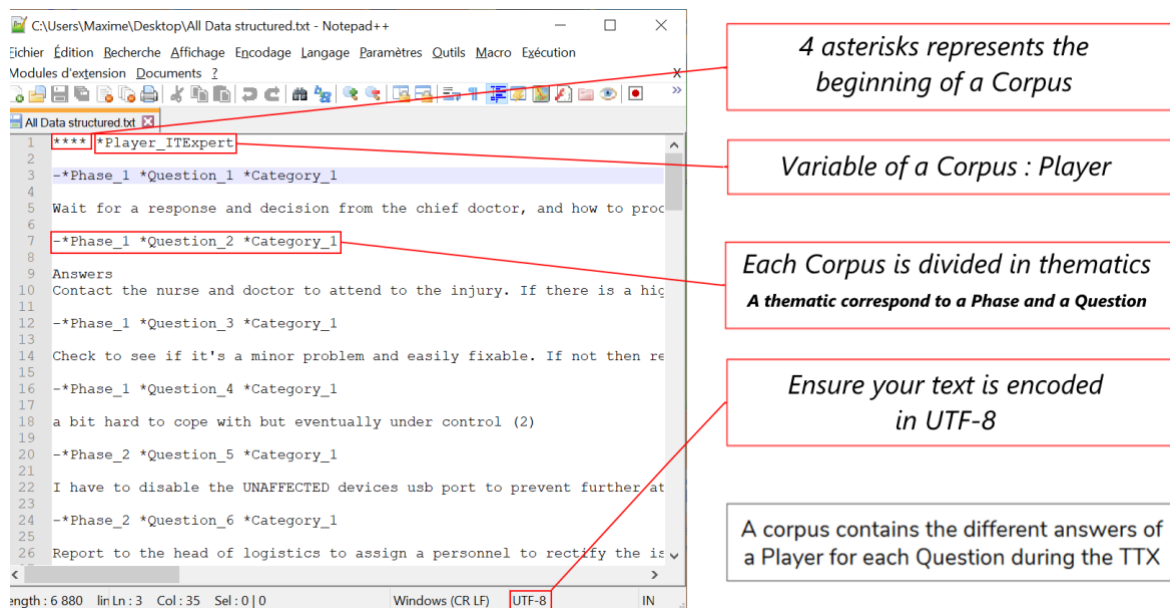 C:\Users\Maxime\Desktop\All Data structured.txt - Notepad++
Eichier Édition Recherche Affichage Encodage Langage Paramètres Outils Macro Exécution
Modules d'extension Documents ? X
All Data structured.txt
1 **** *Player_ITExpert
2
3 -*Phase_1 *Question_1 *Category_1
4
5 Wait for a response and decision from the chief doctor, and how to proc
6
7 -*Phase_1 *Question_2 *Category_1
8
9 Answers
10 Contact the nurse and doctor to attend to the injury. If there is a hig
11
12 -*Phase_1 *Question_3 *Category_1
13
14 Check to see if it's a minor problem and easily fixable. If not then re
15
16 -*Phase_1 *Question_4 *Category_1
17
18 a bit hard to cope with but eventually under control (2)
19
20 -*Phase_2 *Question_5 *Category_1
21
22 I have to disable the UNAFFECTED devices usb port to prevent further at
23
24 -*Phase_2 *Question_6 *Category_1
25
26 Report to the head of logistics to assign a personnel to rectify the is
ength : 6 880 lin Ln : 3 Col : 35 Sel : 0 | 0 Windows (CR LF) UTF-8 IN
4 asterisks represents the
beginning of a Corpus
Variable of a Corpus : Player
Each Corpus is divided in thematics
A thematic correspond to a Phase and a Question
Ensure your text is encoded
in UTF-8
A corpus contains the different answers of
a Player for each Question during the TTX